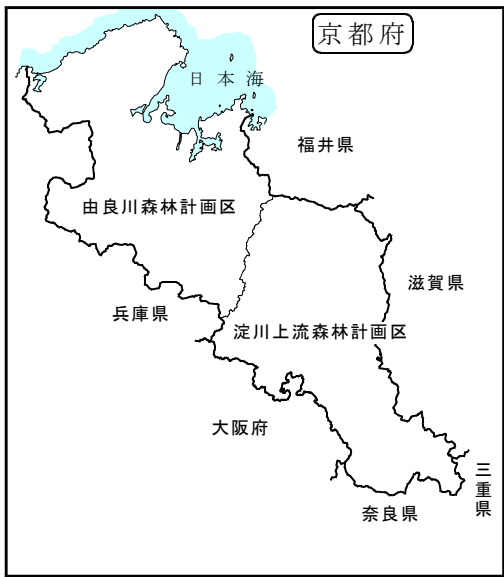 京都府
日本海
福井県
由良川森林計画区
滋賀県
兵庫県
淀川上流森林計画区
大阪府
三重県
奈良県